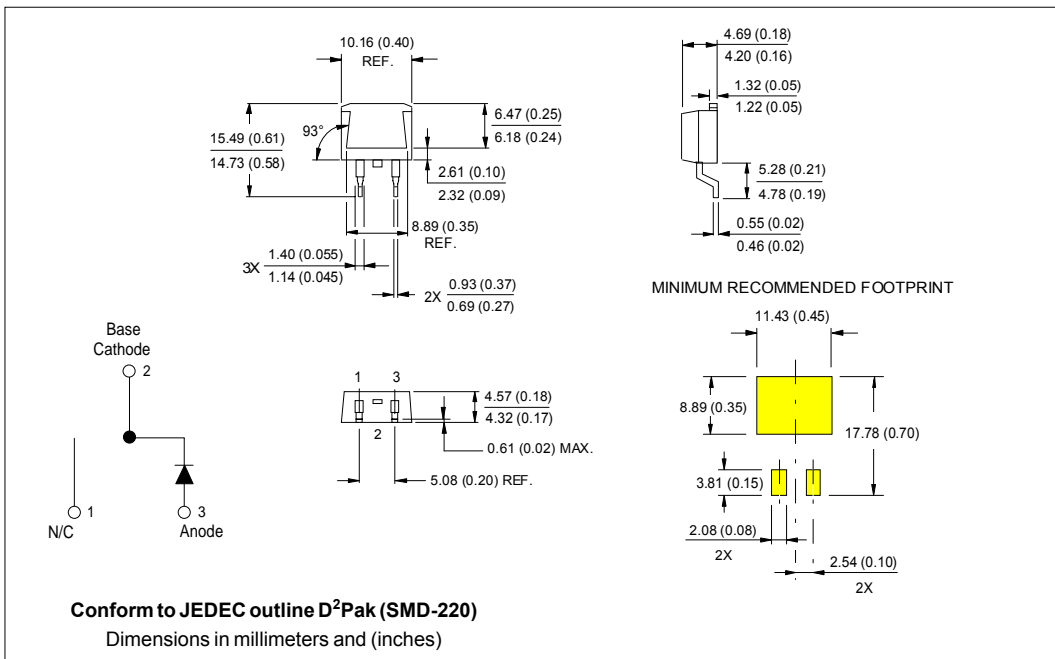 10.16 (0.40)
REF.
15.49 (0.61)
14.73 (0.58)
93°
6.47 (0.25)
6.18 (0.24)
2.61 (0.10)
2.32 (0.09)
8.89 (0.35)
REF.
3X
1.40 (0.055)
1.14 (0.045)
2X
0.93 (0.37)
0.69 (0.27)
4.69 (0.18)
4.20 (0.16)
1.32 (0.05)
1.22 (0.05)
5.28 (0.21)
4.78 (0.19)
0.55 (0.02)
0.46 (0.02)
MINIMUM RECOMMENDED FOOTPRINT
11.43 (0.45)
8.89 (0.35)
17.78 (0.70)
3.81 (0.15)
2.08 (0.08)
2X
2.54 (0.10)
2X
Base
Cathode
2
1
N/C
3
Anode
1 3
2
4.57 (0.18)
4.32 (0.17)
0.61 (0.02) MAX.
5.08 (0.20) REF.
Conform to JEDEC outline D²Pak (SMD-220)
Dimensions in millimeters and (inches)